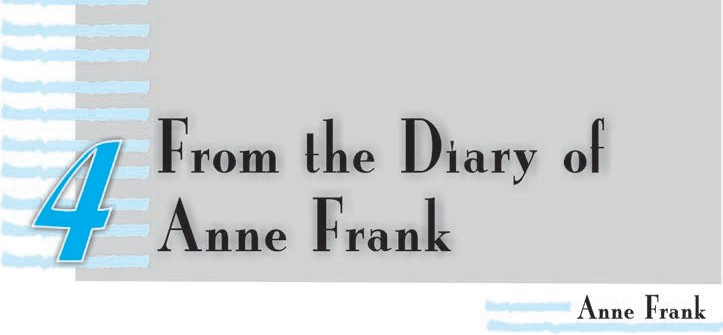 4
From the Diary of
Anne Frank
Anne Frank